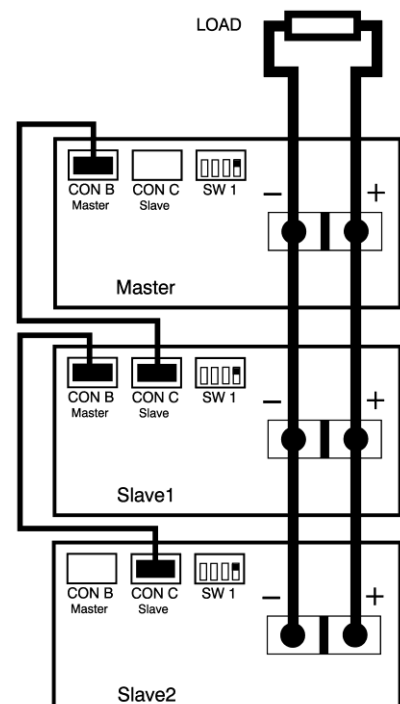 LOAD
CON B CON C SW 1
Master Slave
− +
Master
CON B CON C SW 1
Master Slave
− +
Slave1
CON B CON C SW 1
Master Slave
− +
Slave2